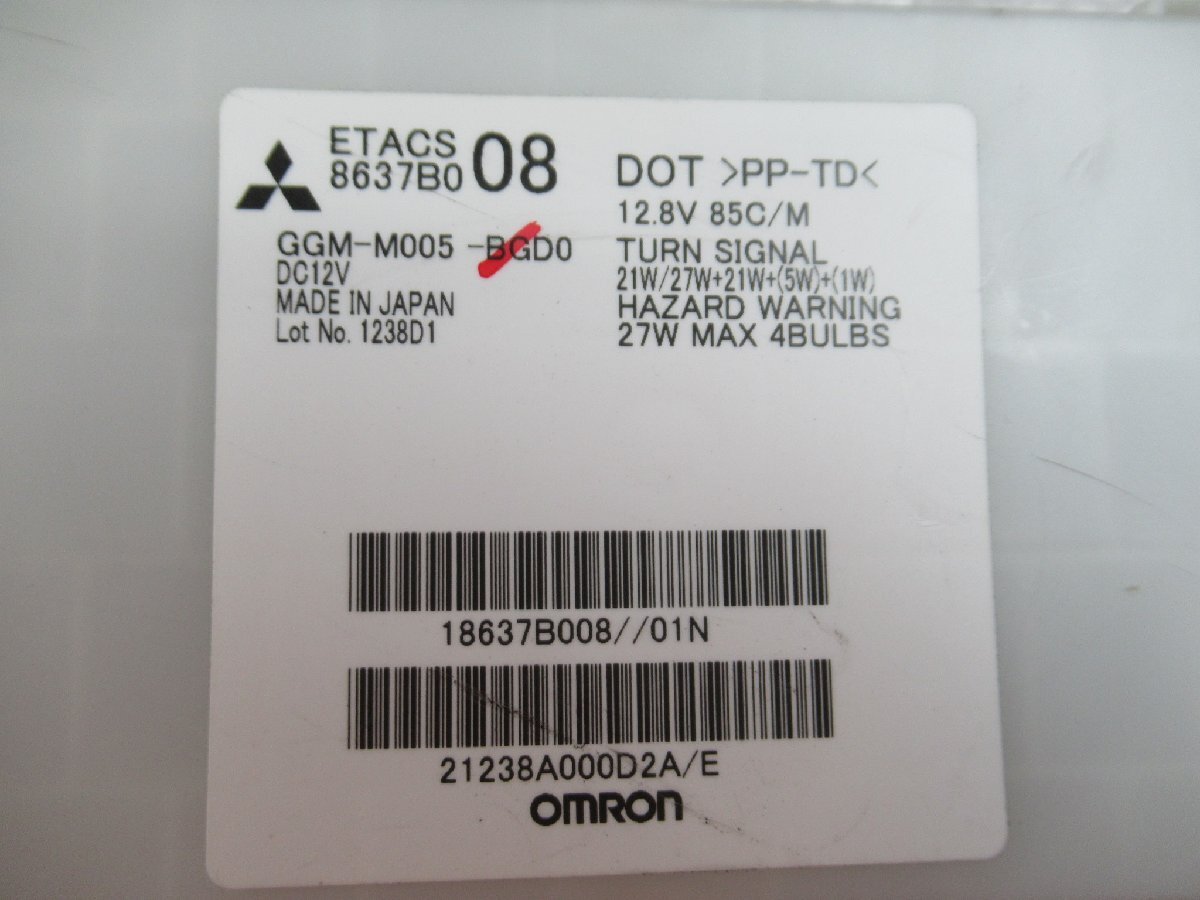 ETACS
8637B0 08
GGM-M005 -BGD0
DC12V
MADE IN JAPAN
Lot No. 1238D1
DOT >PP-TD<
12.8V 85C/M
TURN SIGNAL
21W/27W+21W+(5W)+(1W)
HAZARD WARNING
27W MAX 4BULBS
18637B008//01N
21238A000D2A/E
OMRON